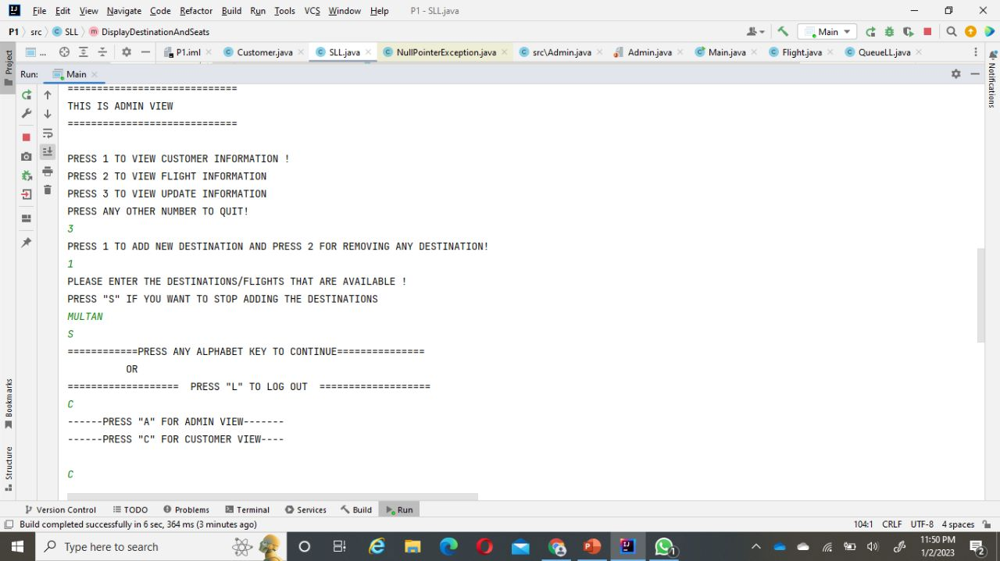 File Edit View Navigate Code Refactor Build Run Tools VCS Window Help P1 - SLL.java
P1 src SLL DisplayDestinationAndSeats Main
Project ... P1.iml Customer.java SLL.java NullPointerException.java src\Admin.java Admin.java Main.java Flight.java QueueLL.java
Notifications
Run: Main
=============================
THIS IS ADMIN VIEW
=============================
PRESS 1 TO VIEW CUSTOMER INFORMATION !
PRESS 2 TO VIEW FLIGHT INFORMATION
PRESS 3 TO VIEW UPDATE INFORMATION
PRESS ANY OTHER NUMBER TO QUIT!
3
PRESS 1 TO ADD NEW DESTINATION AND PRESS 2 FOR REMOVING ANY DESTINATION!
1
PLEASE ENTER THE DESTINATIONS/FLIGHTS THAT ARE AVAILABLE !
PRESS "S" IF YOU WANT TO STOP ADDING THE DESTINATIONS
MULTAN
S
============PRESS ANY ALPHABET KEY TO CONTINUE===============
OR
=================== PRESS "L" TO LOG OUT ===================
C
------PRESS "A" FOR ADMIN VIEW-------
------PRESS "C" FOR CUSTOMER VIEW----
C
Bookmarks
Structure
Version Control TODO Problems Terminal Services Build Run
Build completed successfully in 6 sec, 364 ms (3 minutes ago) 104:1 CRLF UTF-8 4 spaces
Type here to search 1 11:50 PM
1/2/2023 2